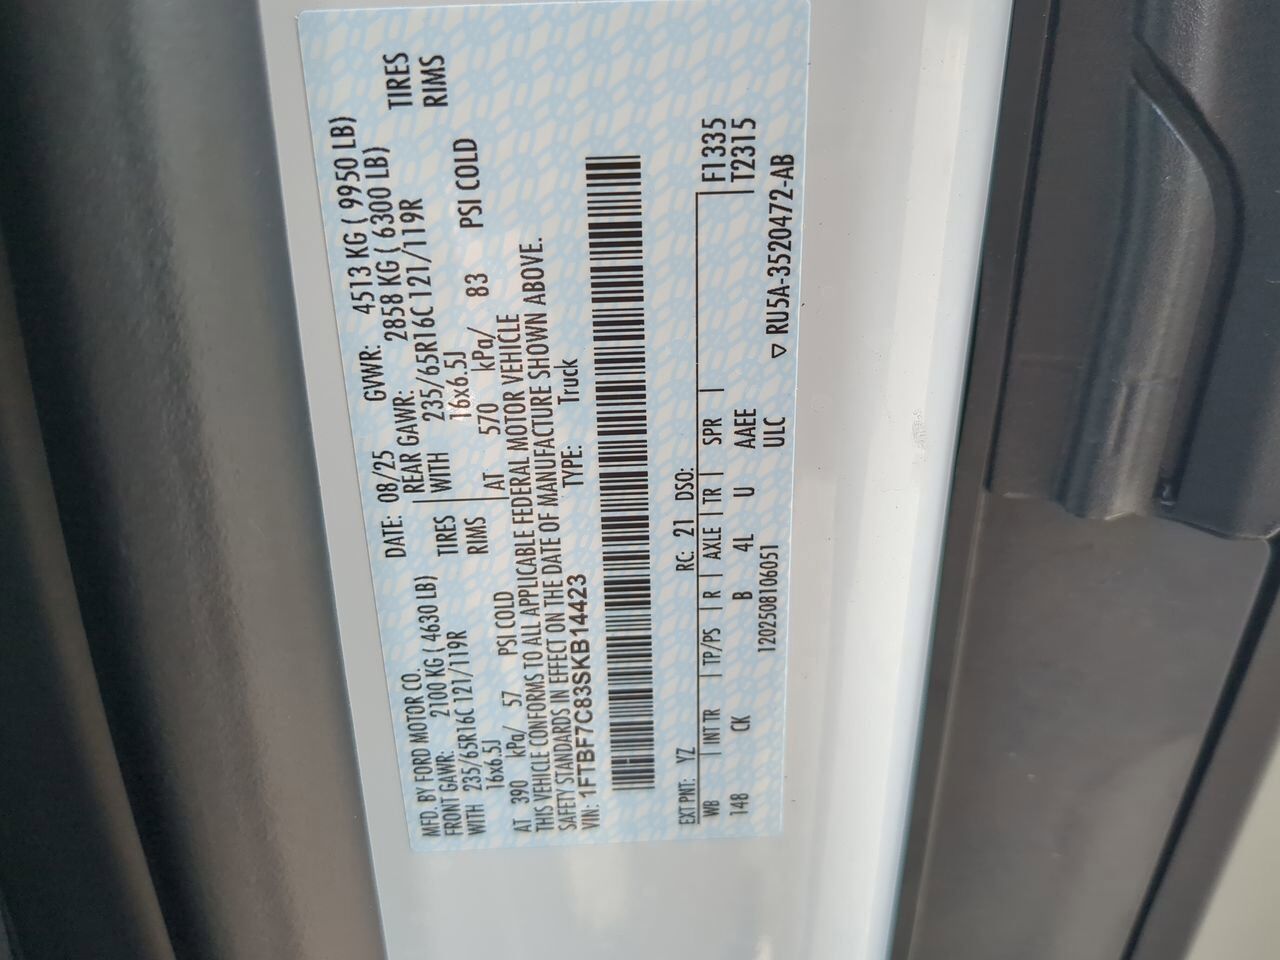 MFD. BY FORD MOTOR CO. DATE: 08/25 GVWR: 4513 KG ( 9950 LB)
FRONT GAWR: 2100 KG ( 4630 LB) REAR GAWR: 2858 KG ( 6300 LB)
WITH 235/65R16C 121/119R TIRES WITH 235/65R16C 121/119R TIRES
16x6.5J RIMS 16x6.5J RIMS
AT 390 kPa/ 57 PSI COLD AT 570 kPa/ 83 PSI COLD
THIS VEHICLE CONFORMS TO ALL APPLICABLE FEDERAL MOTOR VEHICLE
SAFETY STANDARDS IN EFFECT ON THE DATE OF MANUFACTURE SHOWN ABOVE.
VIN: 1FTBF7C83SKB14423 TYPE: Truck
EXT PNT: YZ RC: 21 DSO:
WB INT TR TP/PS R AXLE TR SPR F1335
148 CK B 4L U AAEE T2315
1202508106051 ULC
▽ RU5A-3520472-AB